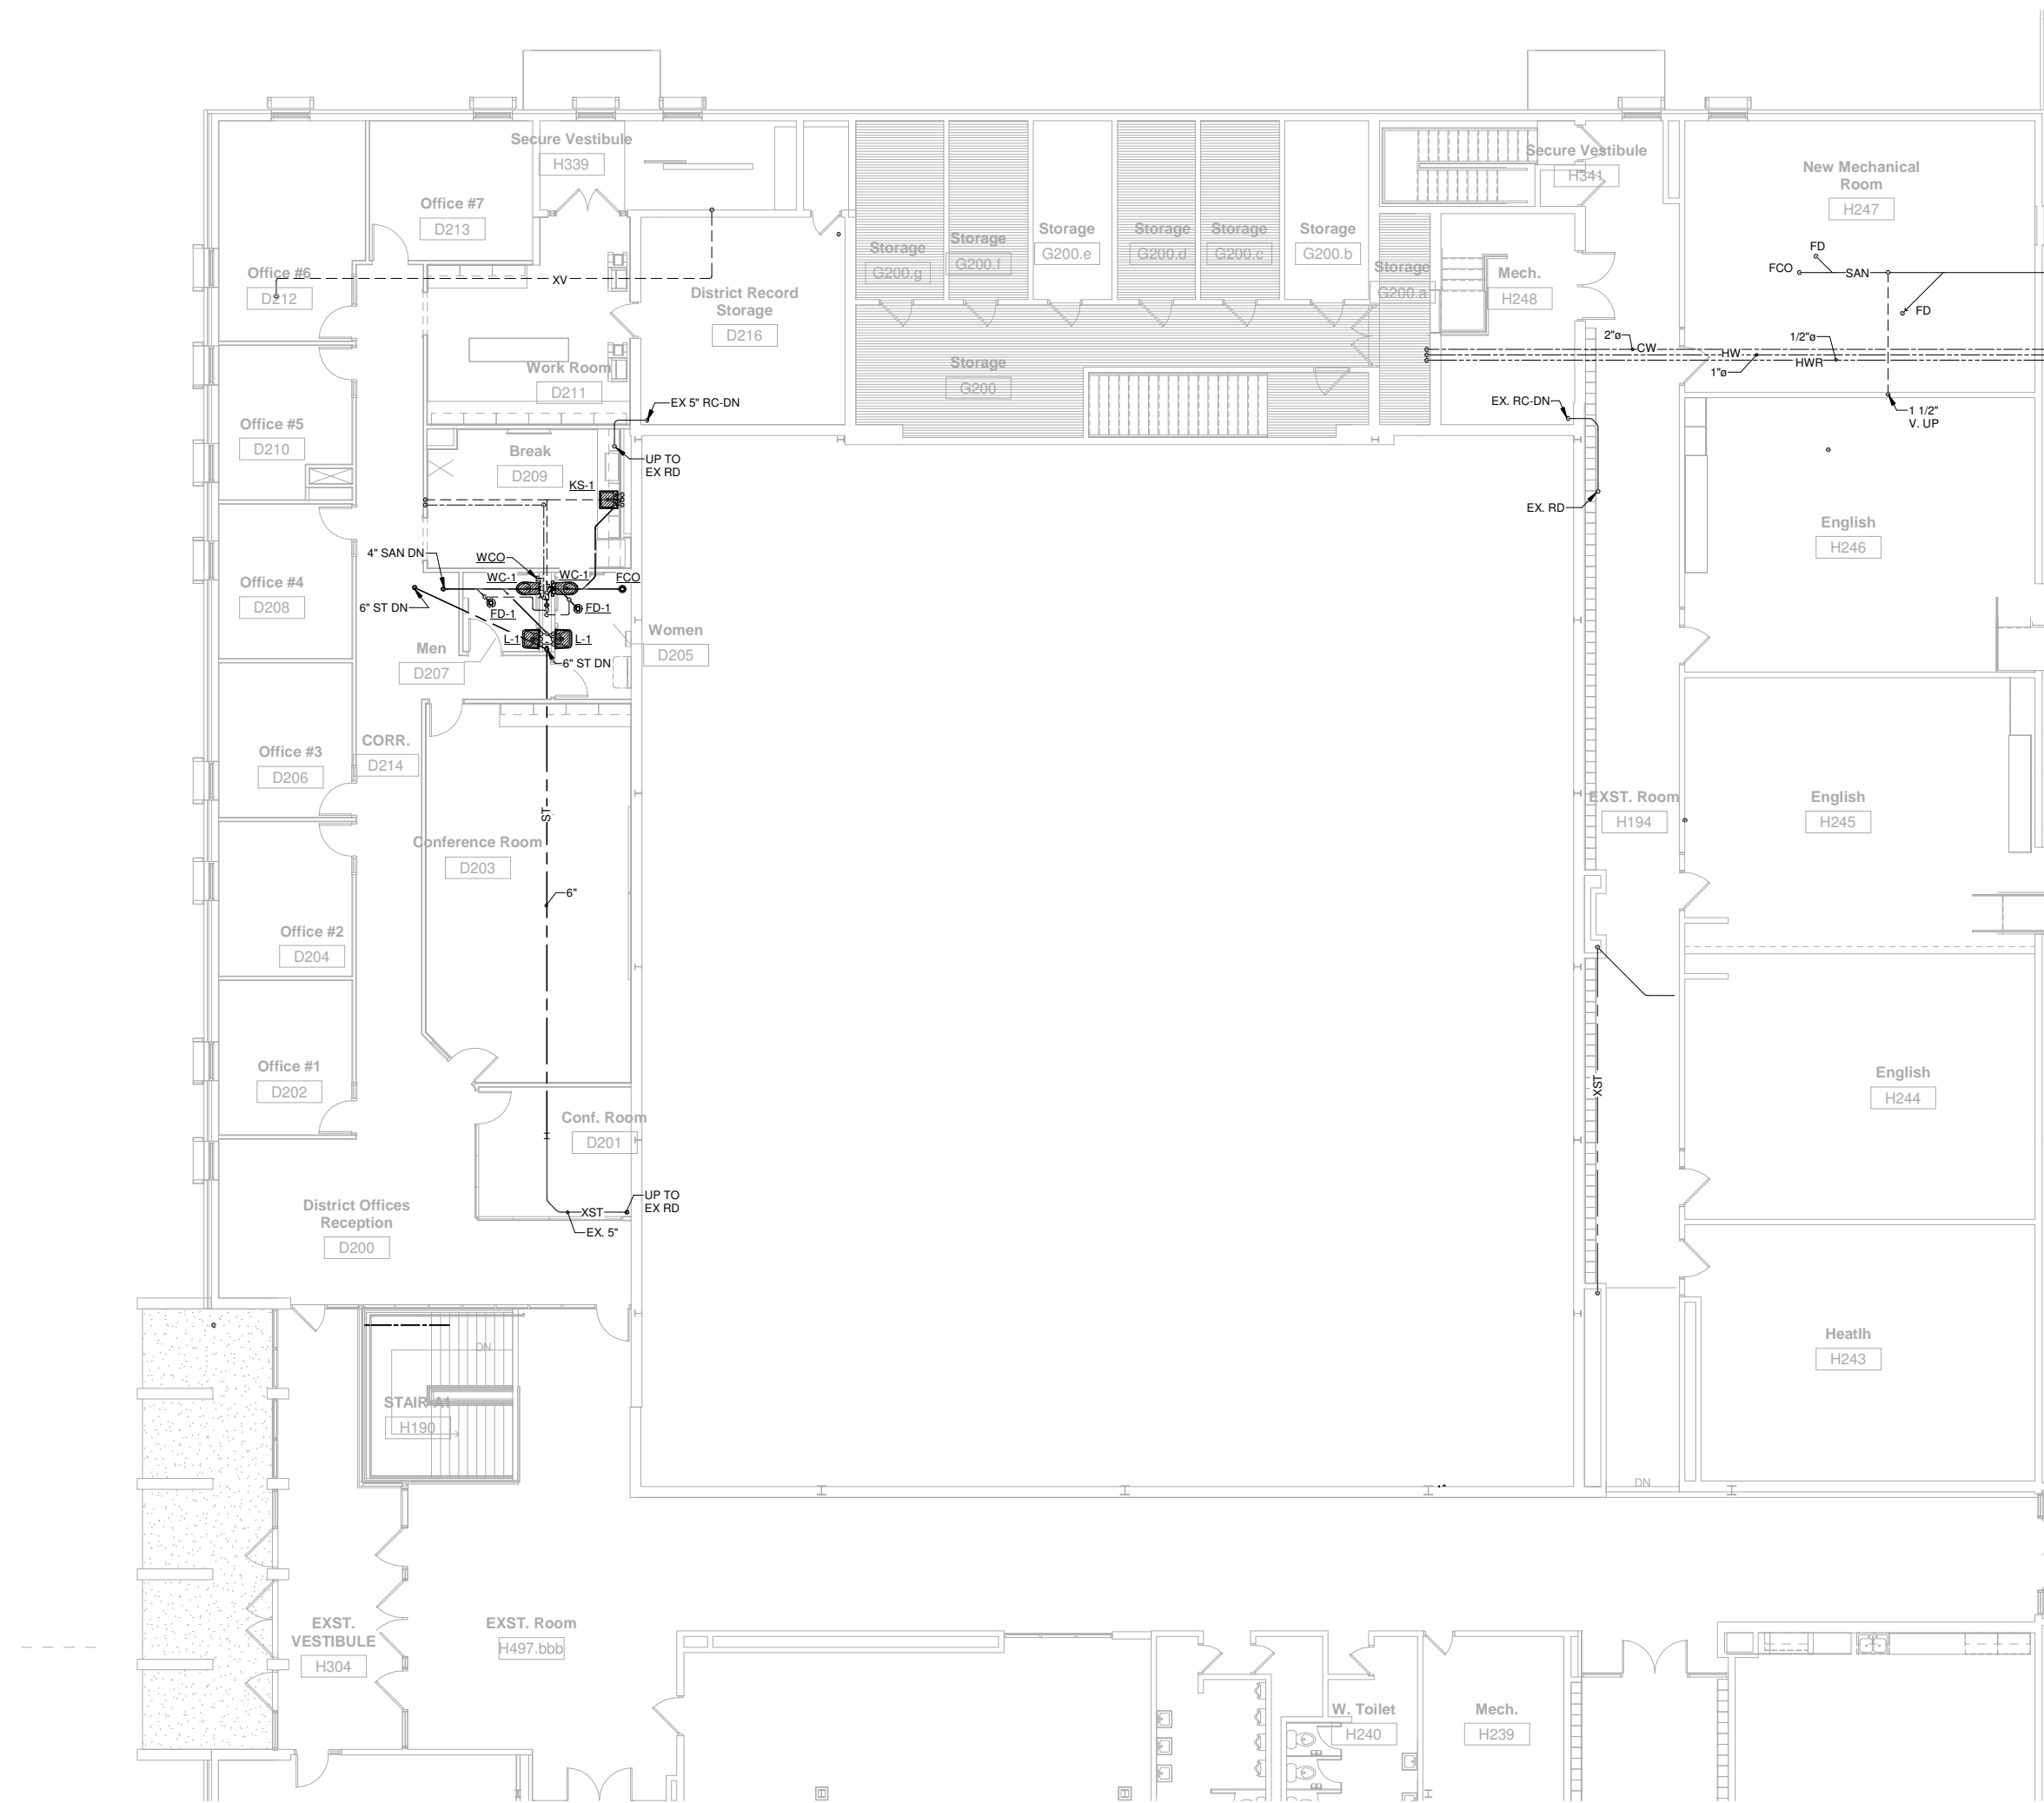 Secure Vestibule
H339
Secure Vestibule
H341
New Mechanical
Room
H247
Office #7
D213
Office #6
D212
XV
District Record
Storage
D216
Storage
G200.g
Storage
G200.f
Storage
G200.e
Storage
G200.d
Storage
G200.c
Storage
G200.b
Storage
G200.a
Mech.
H248
FD
FCO
SAN
FD
2"ø
CW
HW
1/2"ø
HWR
1"ø
Storage
G200
Work Room
D211
EX 5" RC-DN
EX. RC-DN
1 1/2"
V. UP
Office #5
D210
Break
D209
UP TO
EX RD
KS-1
EX. RD
English
H246
4" SAN DN
WCO
WC-1
WC-1
FCO
Office #4
D208
6" ST DN
FD-1
FD-1
L-1
L-1
Women
D205
Men
D207
6" ST DN
Office #3
D206
CORR.
D214
ST
EXST. Room
H194
English
H245
Conference Room
D203
6"
Office #2
D204
Office #1
D202
XST
English
H244
Conf. Room
D201
District Offices
Reception
D200
XST
UP TO
EX RD
EX. 5"
Heatlh
H243
DN
STAIR A1
H190
DN
EXST.
VESTIBULE
H304
EXST. Room
H497.bbb
W. Toilet
H240
Mech.
H239